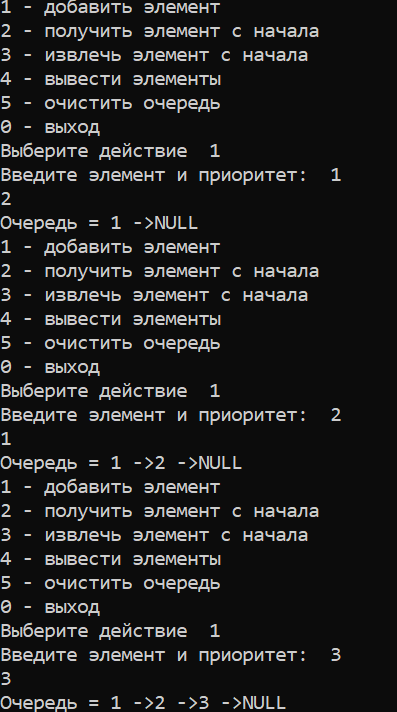 1 - добавить элемент
2 - получить элемент с начала
3 - извлечь элемент с начала
4 - вывести элементы
5 - очистить очередь
0 - выход
Выберите действие  1
Введите элемент и приоритет:  1
2
Очередь = 1 ->NULL
1 - добавить элемент
2 - получить элемент с начала
3 - извлечь элемент с начала
4 - вывести элементы
5 - очистить очередь
0 - выход
Выберите действие  1
Введите элемент и приоритет:  2
1
Очередь = 1 ->2 ->NULL
1 - добавить элемент
2 - получить элемент с начала
3 - извлечь элемент с начала
4 - вывести элементы
5 - очистить очередь
0 - выход
Выберите действие  1
Введите элемент и приоритет:  3
3
Очередь = 1 ->2 ->3 ->NULL